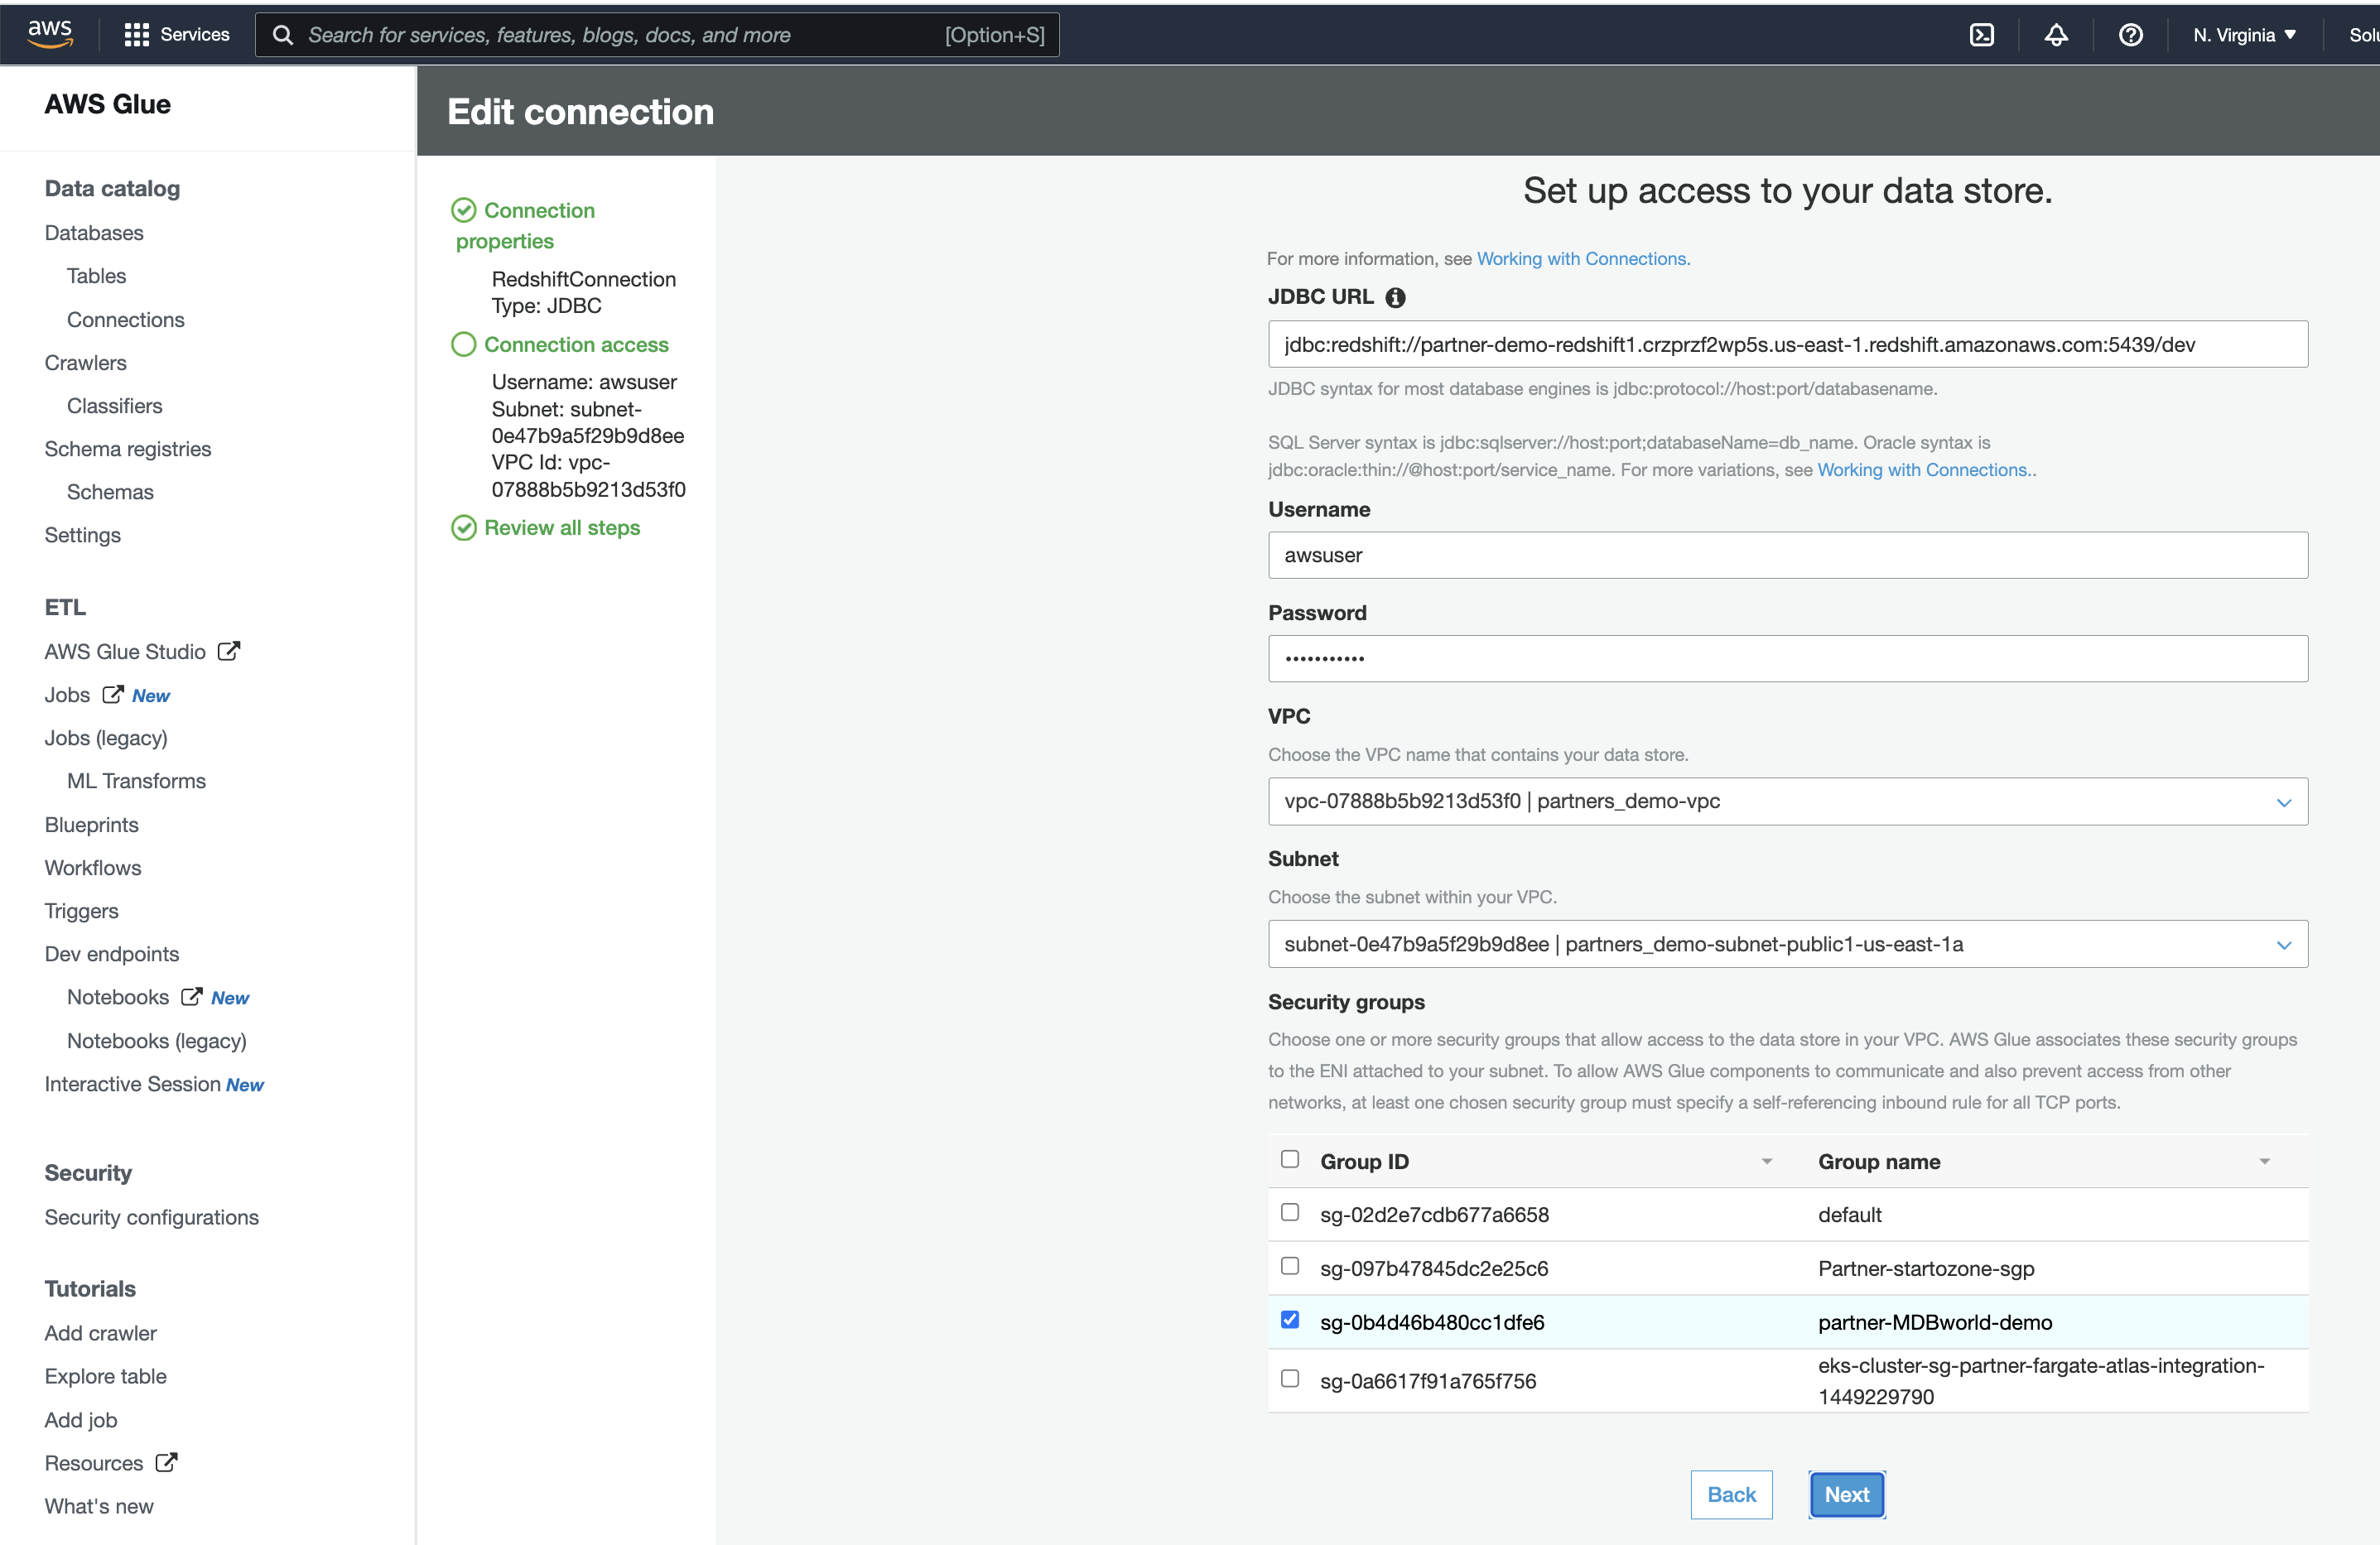 aws
Services
Search for services, features, blogs, docs, and more
[Option+S]
N. Virginia ▼
AWS Glue
Data catalog
Databases
Tables
Connections
Crawlers
Classifiers
Schema registries
Schemas
Settings
ETL
AWS Glue Studio
Jobs New
Jobs (legacy)
ML Transforms
Blueprints
Workflows
Triggers
Dev endpoints
Notebooks New
Notebooks (legacy)
Interactive Session New
Security
Security configurations
Tutorials
Add crawler
Explore table
Add job
Resources
What's new
Edit connection
Connection
properties
RedshiftConnection
Type: JDBC
Connection access
Username: awsuser
Subnet: subnet-
0e47b9a5f29b9d8ee
VPC Id: vpc-
07888b5b9213d53f0
Review all steps
Set up access to your data store.
For more information, see Working with Connections.
JDBC URL
jdbc:redshift://partner-demo-redshift1.crzprzf2wp5s.us-east-1.redshift.amazonaws.com:5439/dev
JDBC syntax for most database engines is jdbc:protocol://host:port/databasename.
SQL Server syntax is jdbc:sqlserver://host:port;databaseName=db_name. Oracle syntax is
jdbc:oracle:thin://@host:port/service_name. For more variations, see Working with Connections..
Username
awsuser
Password
•••••••••••
VPC
Choose the VPC name that contains your data store.
vpc-07888b5b9213d53f0 | partners_demo-vpc
Subnet
Choose the subnet within your VPC.
subnet-0e47b9a5f29b9d8ee | partners_demo-subnet-public1-us-east-1a
Security groups
Choose one or more security groups that allow access to the data store in your VPC. AWS Glue associates these security groups
to the ENI attached to your subnet. To allow AWS Glue components to communicate and also prevent access from other
networks, at least one chosen security group must specify a self-referencing inbound rule for all TCP ports.
Group ID Group name
sg-02d2e7cdb677a6658 default
sg-097b47845dc2e25c6 Partner-startozone-sgp
sg-0b4d46b480cc1dfe6 partner-MDBworld-demo
sg-0a6617f91a765f756 eks-cluster-sg-partner-fargate-atlas-integration-
1449229790
Back
Next